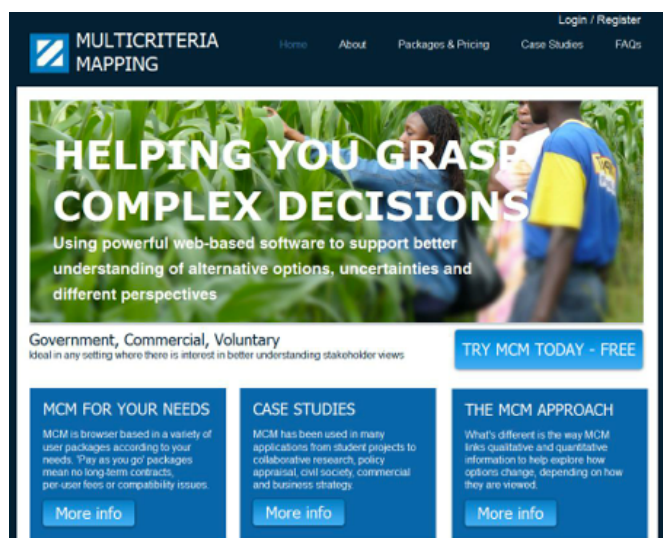 Login / Register
MULTICRITERIA
MAPPING
Home About Packages & Pricing Case Studies FAQs
HELPING YOU GRASP
COMPLEX DECISIONS
Using powerful web-based software to support better
understanding of alternative options, uncertainties and
different perspectives
Government, Commercial, Voluntary
Ideal in any setting where there is interest in better understanding stakeholder views
TRY MCM TODAY - FREE
MCM FOR YOUR NEEDS
MCM is browser based in a variety of
user packages according to your
needs. 'Pay as you go' packages
mean no long-term contracts,
per-user fees or compatibility issues.
More info
CASE STUDIES
MCM has been used in many
applications from student projects to
collaborative research, policy
appraisal, civil society, commercial
and business strategy.
More info
THE MCM APPROACH
What's different is the way MCM
links qualitative and quantitative
information to help explore how
options change, depending on how
they are viewed.
More info